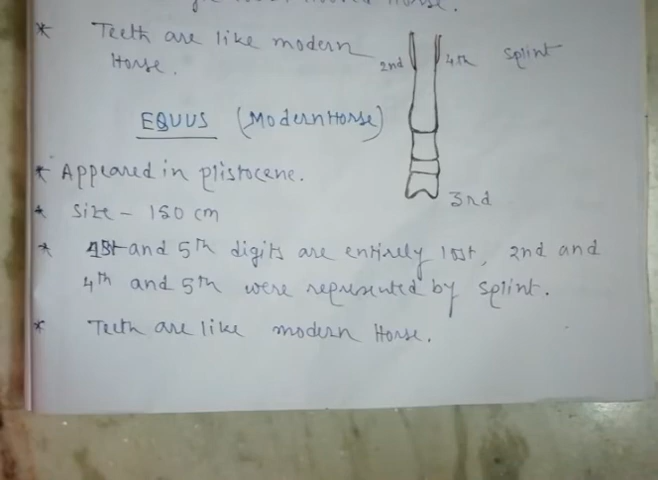 Horse.
* Teeth are like modern
Horse.
2nd 4th splint
EQUUS (Modern Horse)
* Appeared in plistocene.
3nd
* Size - 150 cm
* 1st and 5th digits are entirely lost, 2nd and
4th and 5th were represented by splint.
* Teeth are like modern Horse.